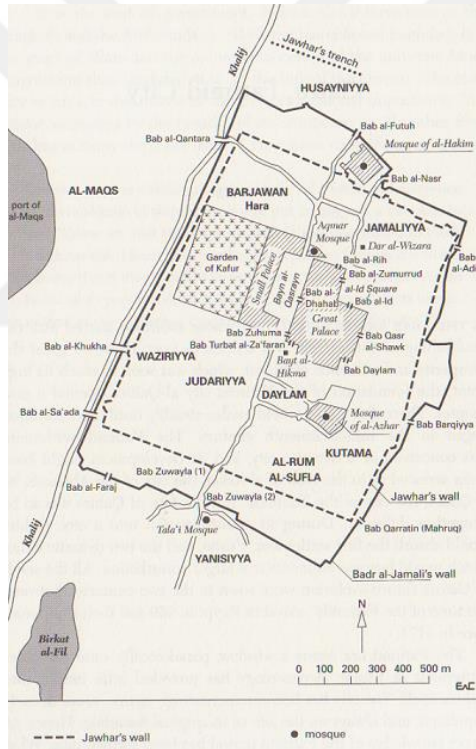 Khalij
Jawhar's trench
HUSAYNIYYA
Bab al-Futuh
Mosque of al-Hakim
Bab al-Qantara
Bab al-Nasr
port of
al-Maqs
AL-MAQS
BARJAWAN
Hara
Aqmar
Mosque
JAMALIYYA
Dar al-Wizara
Bab
al-Adi
Garden
of Kafur
Small Palace
Bayn al-
Qasrayn
Bab al-Rih
Bab al-Zumurrud
al-Id Square
Bab al-Id
Bab al-
Dhahab
Great
Palace
Bab al-Khukha
Bab Zuhuma
Bab Turbat al-Za'faran
Bab Qasr
al-Shawk
WAZIRIYYA
Bayt al-
Hikma
Bab Daylam
JUDARIYYA
DAYLAM
Bab al-Sa'ada
Mosque
of al-Azhar
Bab Barqiyya
KUTAMA
AL-RUM
AL-SUFLA
Bab Zuwayla (1)
Bab al-Faraj
Bab Zuwayla (2)
Jawhar's wall
Tala'i Mosque
Bab Qarratin (Mahruq)
YANISIYYA
Khalij
Badr al-Jamali's wall
Birkat
al-Fil
N
0 100 200 300 400 500 m
EAC
Jawhar's wall
mosque